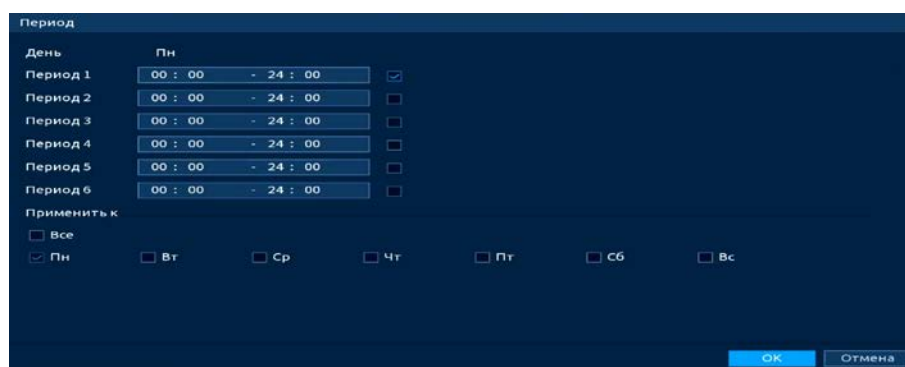 Период
День Пн
Период 1 00 : 00 - 24 : 00
Период 2 00 : 00 - 24 : 00
Период 3 00 : 00 - 24 : 00
Период 4 00 : 00 - 24 : 00
Период 5 00 : 00 - 24 : 00
Период 6 00 : 00 - 24 : 00
Применить к
Все
Пн Вт Ср Чт Пт Сб Вс
ОК Отмена